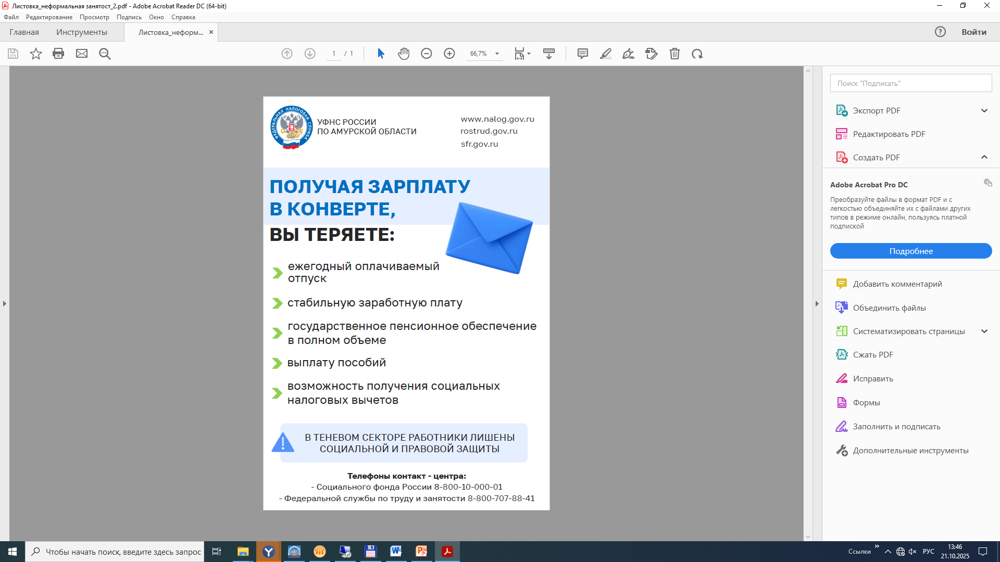 Листовка_неформальная занятост_2.pdf - Adobe Acrobat Reader DC (64-bit)
Файл Редактирование Просмотр Подпись Окно Справка
Главная Инструменты Листовка_неформ... Войти
1 / 1 66,7%
ФЕДЕРАЛЬНАЯ НАЛОГОВАЯ СЛУЖБА
УФНС РОССИИ
ПО АМУРСКОЙ ОБЛАСТИ
www.nalog.gov.ru
rostrud.gov.ru
sfr.gov.ru
ПОЛУЧАЯ ЗАРПЛАТУ
В КОНВЕРТЕ,
ВЫ ТЕРЯЕТЕ:
ежегодный оплачиваемый
отпуск
стабильную заработную плату
государственное пенсионное обеспечение
в полном объеме
выплату пособий
возможность получения социальных
налоговых вычетов
В ТЕНЕВОМ СЕКТОРЕ РАБОТНИКИ ЛИШЕНЫ
СОЦИАЛЬНОЙ И ПРАВОВОЙ ЗАЩИТЫ
Телефоны контакт - центра:
- Социального фонда России 8-800-10-000-01
- Федеральной службы по труду и занятости 8-800-707-88-41
Поиск "Подписать"
Экспорт PDF
Редактировать PDF
Создать PDF
Adobe Acrobat Pro DC
Преобразуйте файлы в формат PDF и с
легкостью объединяйте их с файлами других
типов в режиме онлайн, пользуясь платной
подпиской
Подробнее
Добавить комментарий
Объединить файлы
Систематизировать страницы
Сжать PDF
Исправить
Формы
Заполнить и подписать
Дополнительные инструменты
Чтобы начать поиск, введите здесь запрос
Ссылки
РУС
13:46
21.10.2025